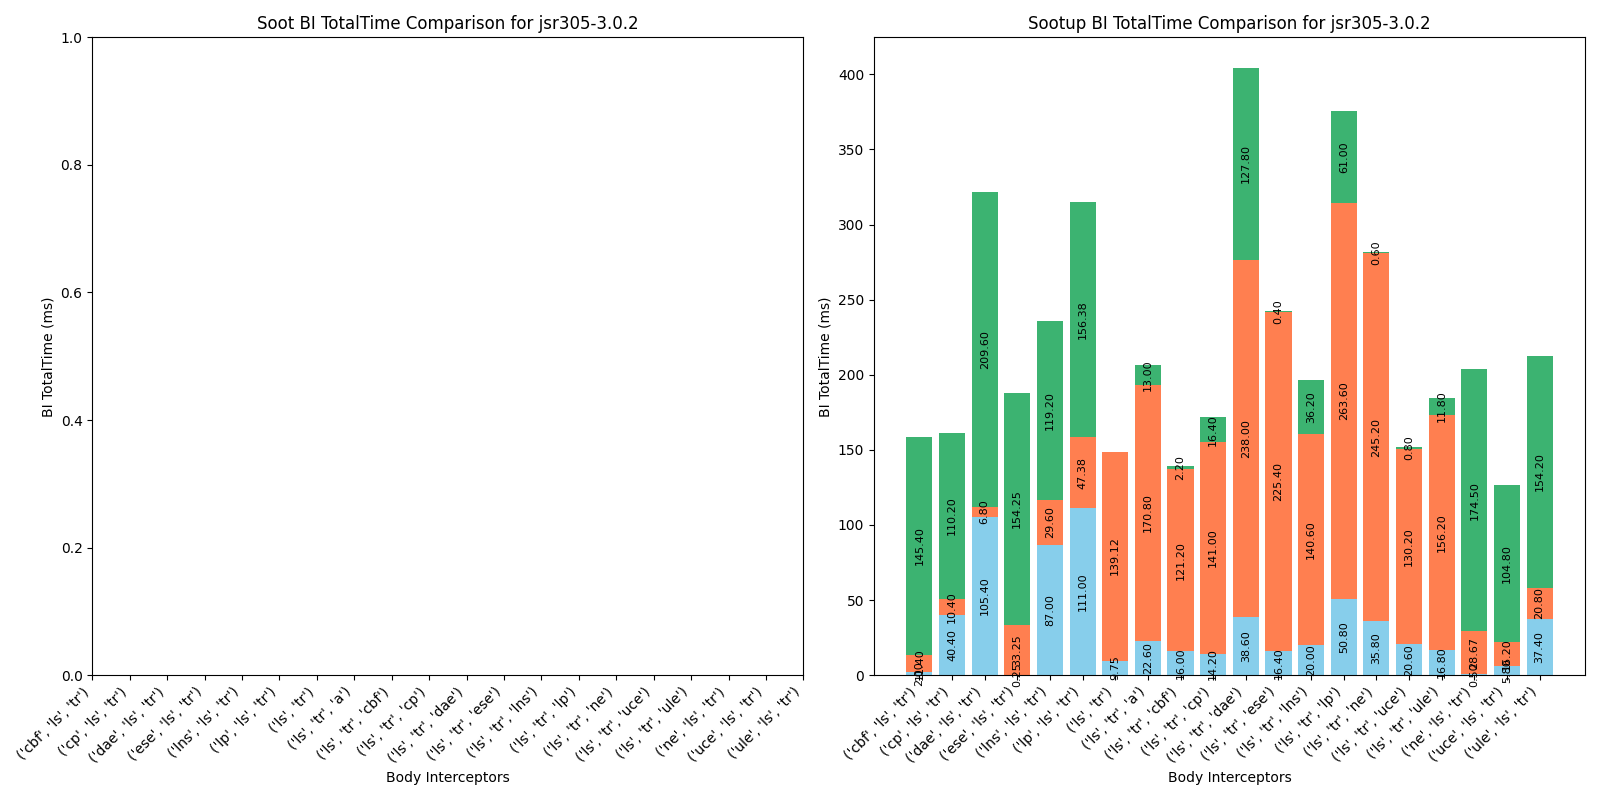 Soot BI TotalTime Comparison for jsr305-3.0.2
BI TotalTime (ms)
1.0
0.8
0.6
0.4
0.2
0.0
('cbf', 'ls', 'tr')
('cp', 'ls', 'tr')
('dae', 'ls', 'tr')
('ese', 'ls', 'tr')
('lns', 'ls', 'tr')
('lp', 'ls', 'tr')
('ls', 'tr')
('ls', 'tr', 'a')
('ls', 'tr', 'cbf')
('ls', 'tr', 'cp')
('ls', 'tr', 'dae')
('ls', 'tr', 'ese')
('ls', 'tr', 'lns')
('ls', 'tr', 'lp')
('ls', 'tr', 'ne')
('ls', 'tr', 'uce')
('ls', 'tr', 'ule')
('ne', 'ls', 'tr')
('uce', 'ls', 'tr')
('ule', 'ls', 'tr')
Body Interceptors
Sootup BI TotalTime Comparison for jsr305-3.0.2
BI TotalTime (ms)
400
350
300
250
200
150
100
50
0
145.40
110.20
10.40
40.40
209.60
6.80
105.40
154.25
33.25
0.25
119.20
29.60
87.00
156.38
47.38
111.00
139.12
9.75
13.00
170.80
22.60
2.20
121.20
16.00
16.40
141.00
14.20
127.80
238.00
38.60
0.40
225.40
16.40
36.20
140.60
20.00
61.00
263.60
50.80
0.60
245.20
35.80
0.80
130.20
20.60
11.80
156.20
16.80
174.50
28.67
0.50
104.80
16.20
154.20
20.80
37.40
('cbf', 'ls', 'tr')
('cp', 'ls', 'tr')
('dae', 'ls', 'tr')
('ese', 'ls', 'tr')
('lns', 'ls', 'tr')
('lp', 'ls', 'tr')
('ls', 'tr')
('ls', 'tr', 'a')
('ls', 'tr', 'cbf')
('ls', 'tr', 'cp')
('ls', 'tr', 'dae')
('ls', 'tr', 'ese')
('ls', 'tr', 'lns')
('ls', 'tr', 'lp')
('ls', 'tr', 'ne')
('ls', 'tr', 'uce')
('ls', 'tr', 'ule')
('ne', 'ls', 'tr')
('uce', 'ls', 'tr')
('ule', 'ls', 'tr')
Body Interceptors